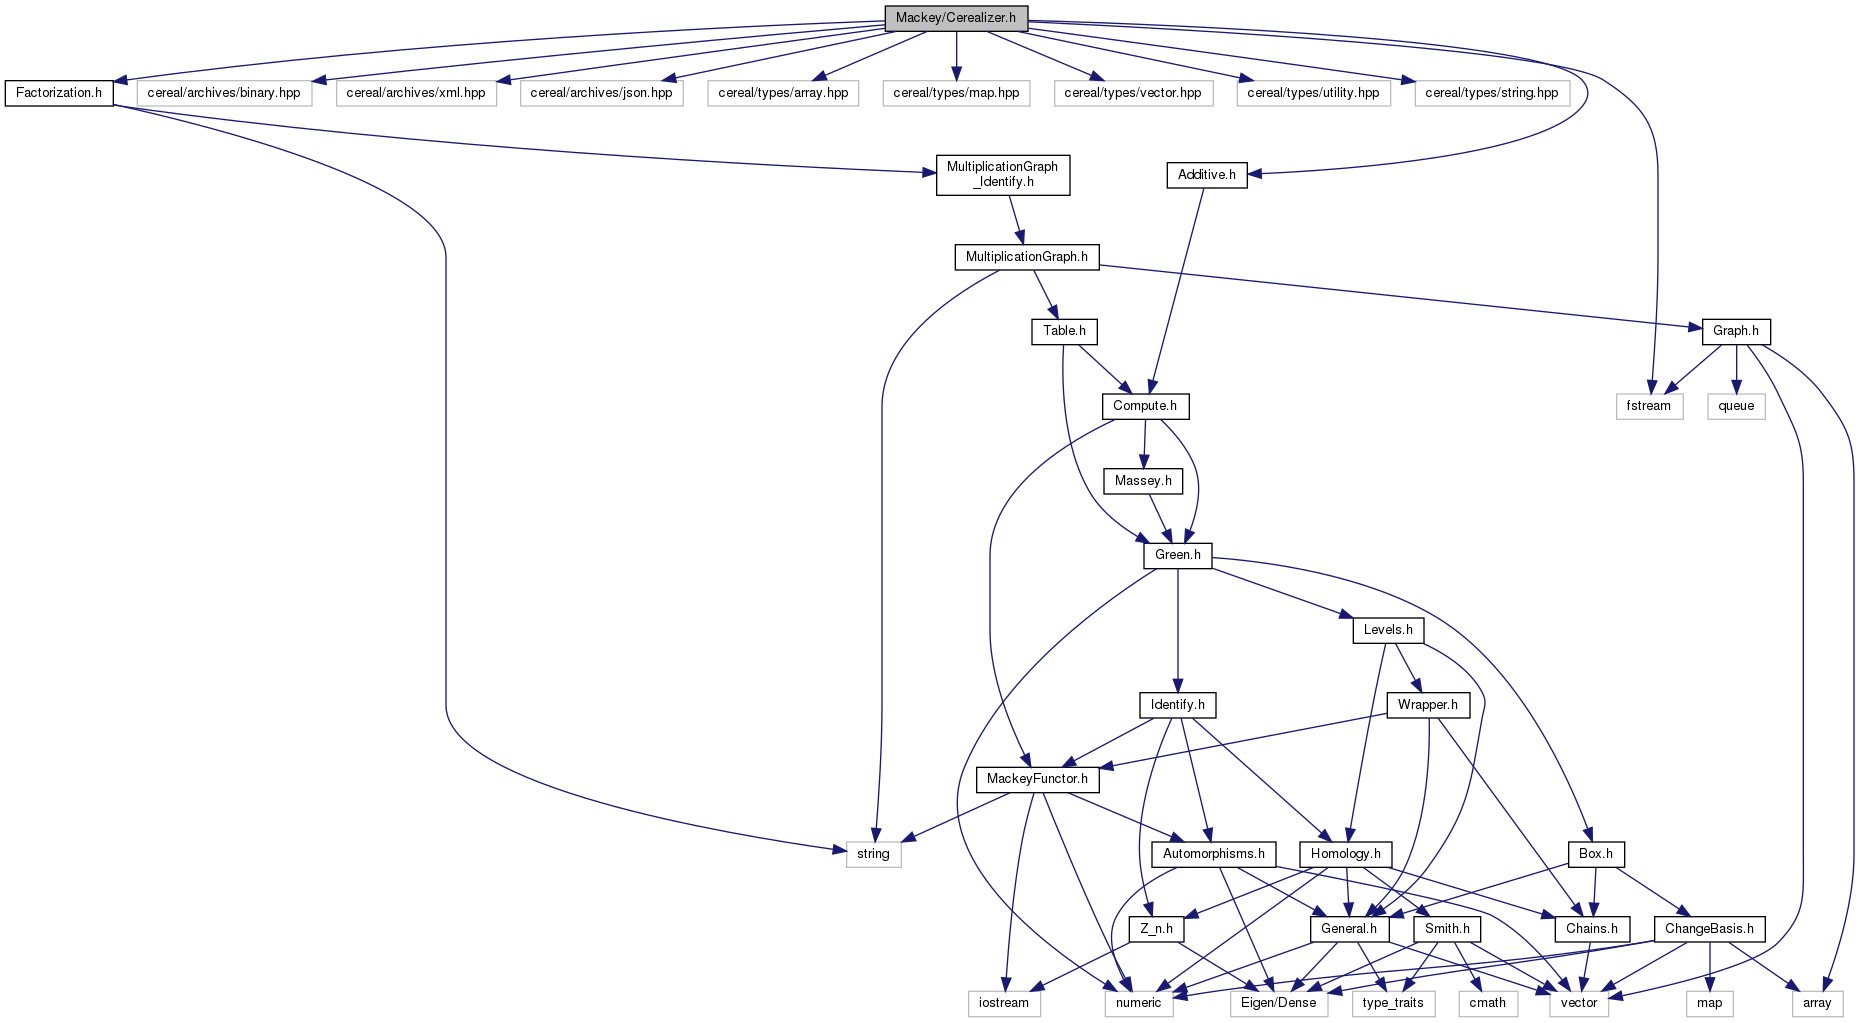 Mackey/Cerealizer.h
Factorization.h
cereal/archives/binary.hpp
cereal/archives/xml.hpp
cereal/archives/json.hpp
cereal/types/array.hpp
cereal/types/map.hpp
cereal/types/vector.hpp
cereal/types/utility.hpp
cereal/types/string.hpp
MultiplicationGraph
_Identify.h
Additive.h
MultiplicationGraph.h
Table.h
Graph.h
Compute.h
fstream
queue
Massey.h
Green.h
Levels.h
Identify.h
Wrapper.h
MackeyFunctor.h
string
Automorphisms.h
Homology.h
Box.h
Z_n.h
General.h
Smith.h
Chains.h
ChangeBasis.h
iostream
numeric
Eigen/Dense
type_traits
cmath
vector
map
array